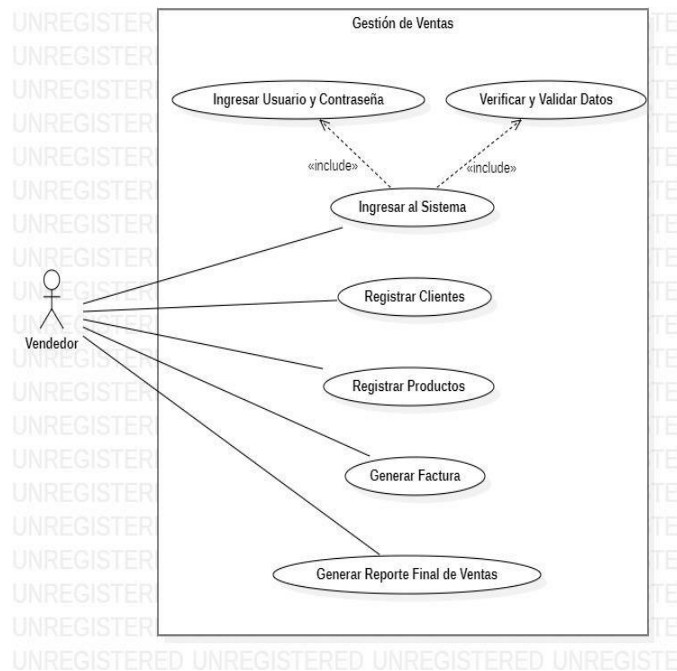 Gestión de Ventas
Ingresar Usuario y Contraseña
Verificar y Validar Datos
«include»
«include»
Ingresar al Sistema
Registrar Clientes
Vendedor
Registrar Productos
Generar Factura
Generar Reporte Final de Ventas
UNREGISTERED UNREGISTERED UNREGISTERED UNREGISTE